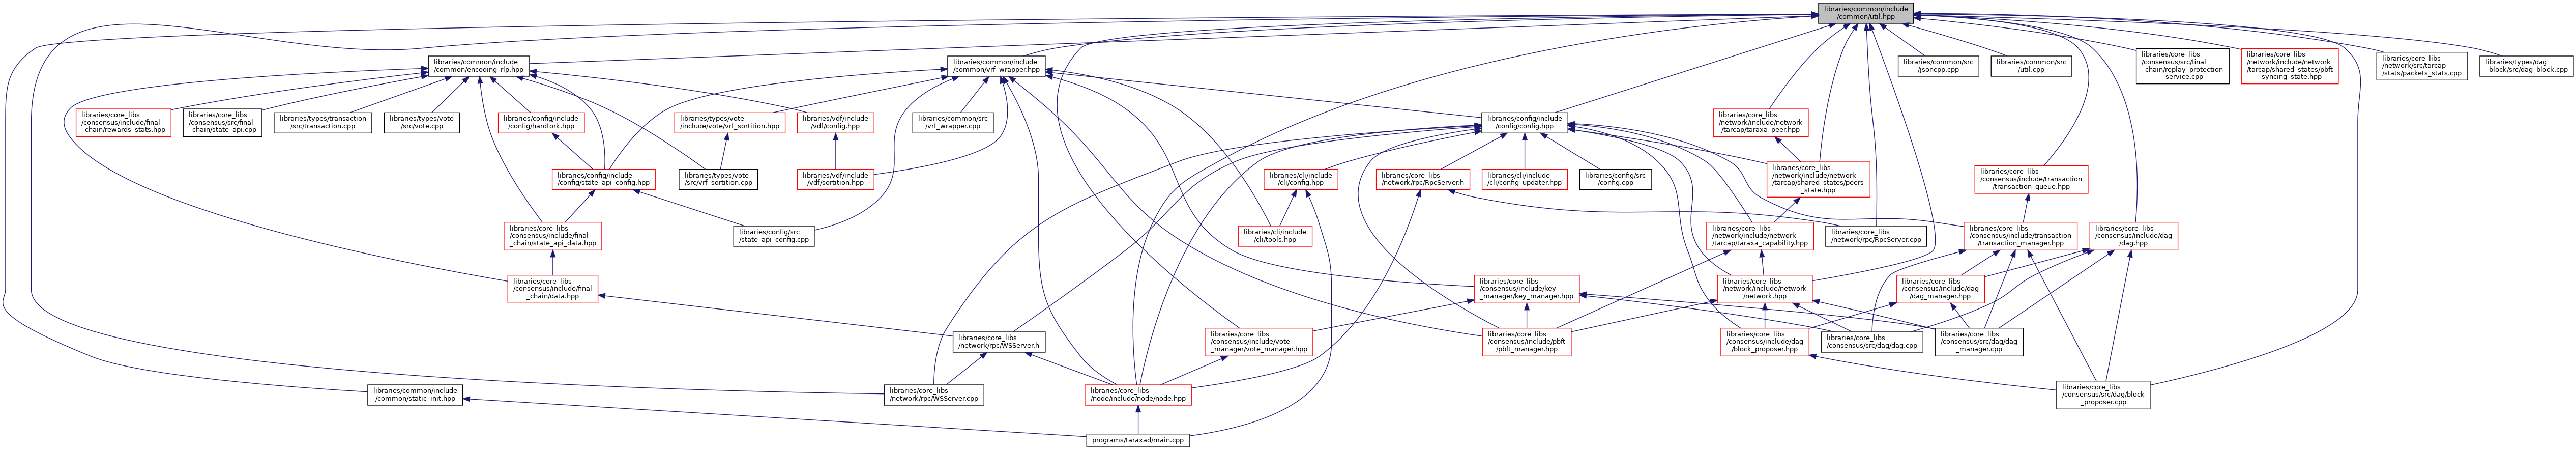 libraries/common/include
/common/util.hpp
libraries/common/include
/common/encoding_rlp.hpp
libraries/common/include
/common/vrf_wrapper.hpp
libraries/common/src
/jsoncpp.cpp
libraries/common/src
/util.cpp
libraries/core_libs
/consensus/src/final
_chain/replay_protection
_service.cpp
libraries/core_libs
/network/include/network
/tarcap/shared_states/pbft
_syncing_state.hpp
libraries/core_libs
/network/src/tarcap
/stats/packets_stats.cpp
libraries/types/dag
_block/src/dag_block.cpp
libraries/core_libs
/consensus/include/final
_chain/rewards_stats.hpp
libraries/core_libs
/consensus/src/final
_chain/state_api.cpp
libraries/types/transaction
/src/transaction.cpp
libraries/types/vote
/src/vote.cpp
libraries/config/include
/config/hardfork.hpp
libraries/types/vote
/include/vote/vrf_sortition.hpp
libraries/vdf/include
/vdf/config.hpp
libraries/common/src
/vrf_wrapper.cpp
libraries/config/include
/config/config.hpp
libraries/core_libs
/network/include/network
/tarcap/taraxa_peer.hpp
libraries/config/include
/config/state_api_config.hpp
libraries/types/vote
/src/vrf_sortition.cpp
libraries/vdf/include
/vdf/sortition.hpp
libraries/cli/include
/cli/config.hpp
libraries/core_libs
/network/rpc/RpcServer.h
libraries/cli/include
/cli/config_updater.hpp
libraries/config/src
/config.cpp
libraries/core_libs
/network/include/network
/tarcap/shared_states/peers
_state.hpp
libraries/core_libs
/consensus/include/transaction
/transaction_queue.hpp
libraries/core_libs
/consensus/include/final
_chain/state_api_data.hpp
libraries/config/src
/state_api_config.cpp
libraries/cli/include
/cli/tools.hpp
libraries/core_libs
/network/include/network
/tarcap/taraxa_capability.hpp
libraries/core_libs
/network/rpc/RpcServer.cpp
libraries/core_libs
/consensus/include/transaction
/transaction_manager.hpp
libraries/core_libs
/consensus/include/dag
/dag.hpp
libraries/core_libs
/consensus/include/final
_chain/data.hpp
libraries/core_libs
/consensus/include/key
_manager/key_manager.hpp
libraries/core_libs
/network/include/network
/network.hpp
libraries/core_libs
/consensus/include/dag
/dag_manager.hpp
libraries/core_libs
/network/rpc/WSServer.h
libraries/core_libs
/consensus/include/vote
_manager/vote_manager.hpp
libraries/core_libs
/consensus/include/pbft
/pbft_manager.hpp
libraries/core_libs
/consensus/include/dag
/block_proposer.hpp
libraries/core_libs
/consensus/src/dag/dag.cpp
libraries/core_libs
/consensus/src/dag/dag
_manager.cpp
libraries/common/include
/common/static_init.hpp
libraries/core_libs
/network/rpc/WSServer.cpp
libraries/core_libs
/node/include/node/node.hpp
libraries/core_libs
/consensus/src/dag/block
_proposer.cpp
programs/taraxad/main.cpp